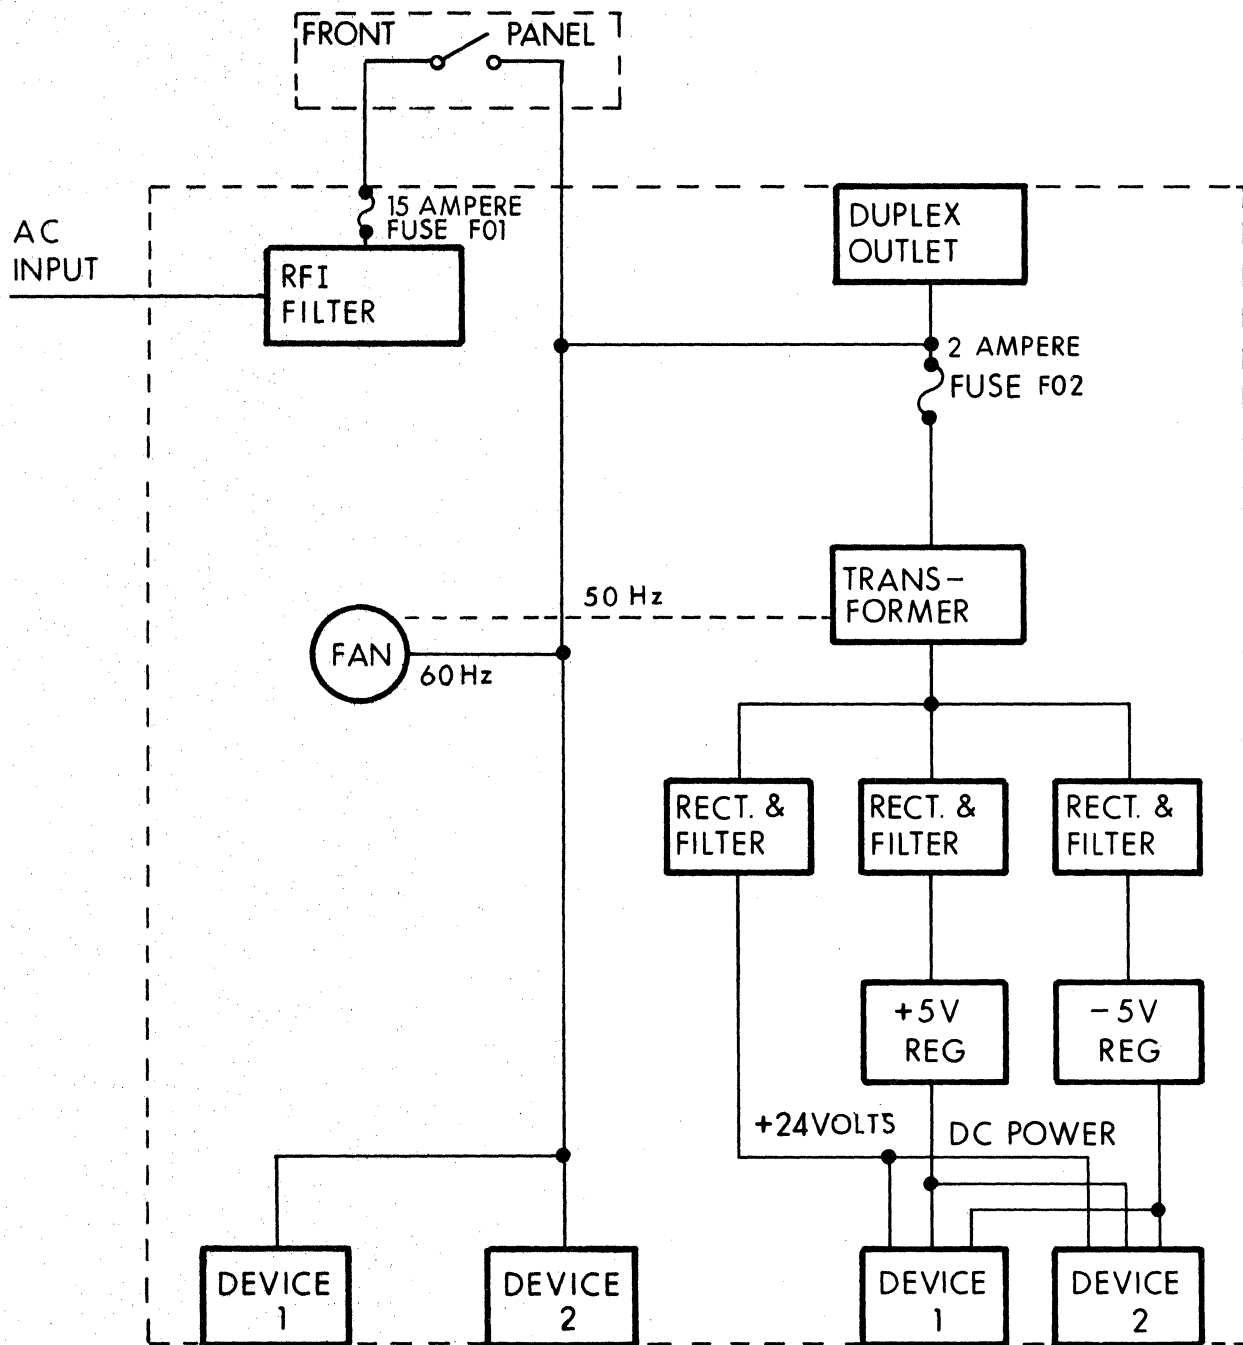 FRONT PANEL
15 AMPERE
FUSE F01
AC
INPUT
RFI
FILTER
DUPLEX
OUTLET
2 AMPERE
FUSE F02
TRANS-
FORMER
50 Hz
FAN
60 Hz
RECT. &
FILTER
RECT. &
FILTER
RECT. &
FILTER
+5V
REG
-5V
REG
+24VOLTS
DC POWER
DEVICE
1
DEVICE
2
DEVICE
1
DEVICE
2